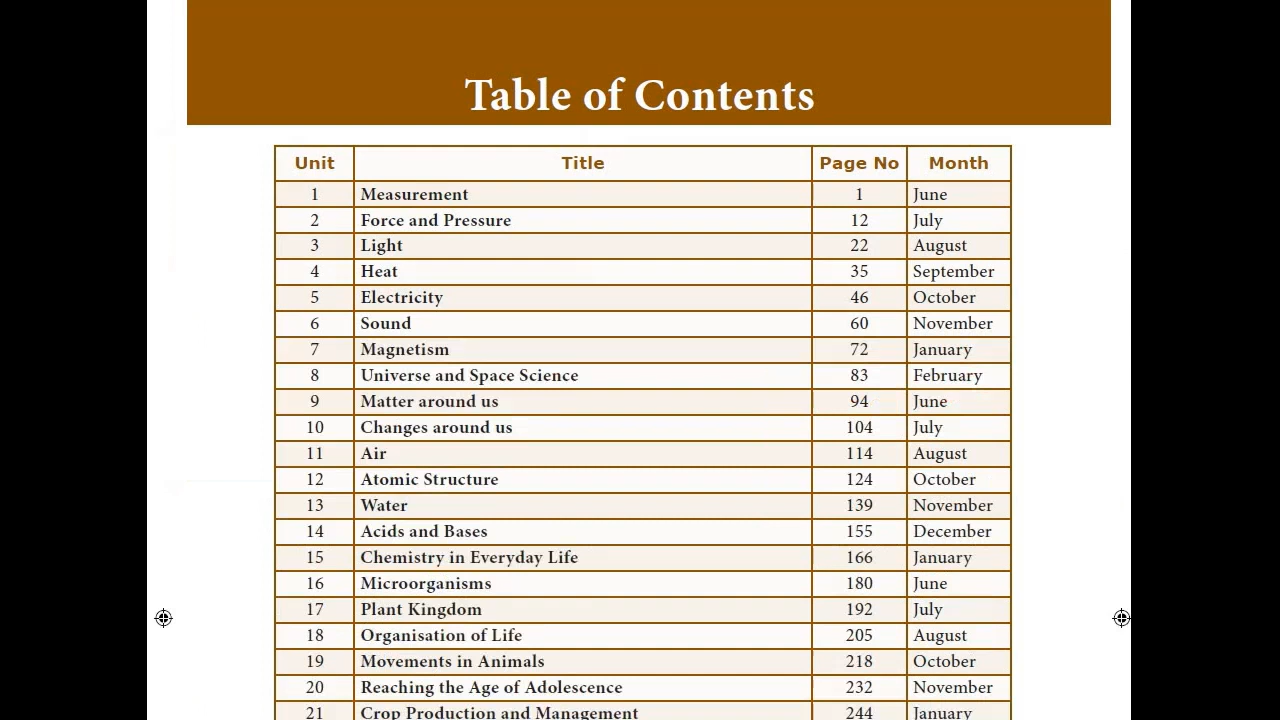 Table of Contents
Unit Title Page No Month
1 Measurement 1 June
2 Force and Pressure 12 July
3 Light 22 August
4 Heat 35 September
5 Electricity 46 October
6 Sound 60 November
7 Magnetism 72 January
8 Universe and Space Science 83 February
9 Matter around us 94 June
10 Changes around us 104 July
11 Air 114 August
12 Atomic Structure 124 October
13 Water 139 November
14 Acids and Bases 155 December
15 Chemistry in Everyday Life 166 January
16 Microorganisms 180 June
17 Plant Kingdom 192 July
18 Organisation of Life 205 August
19 Movements in Animals 218 October
20 Reaching the Age of Adolescence 232 November
21 Crop Production and Management 244 January